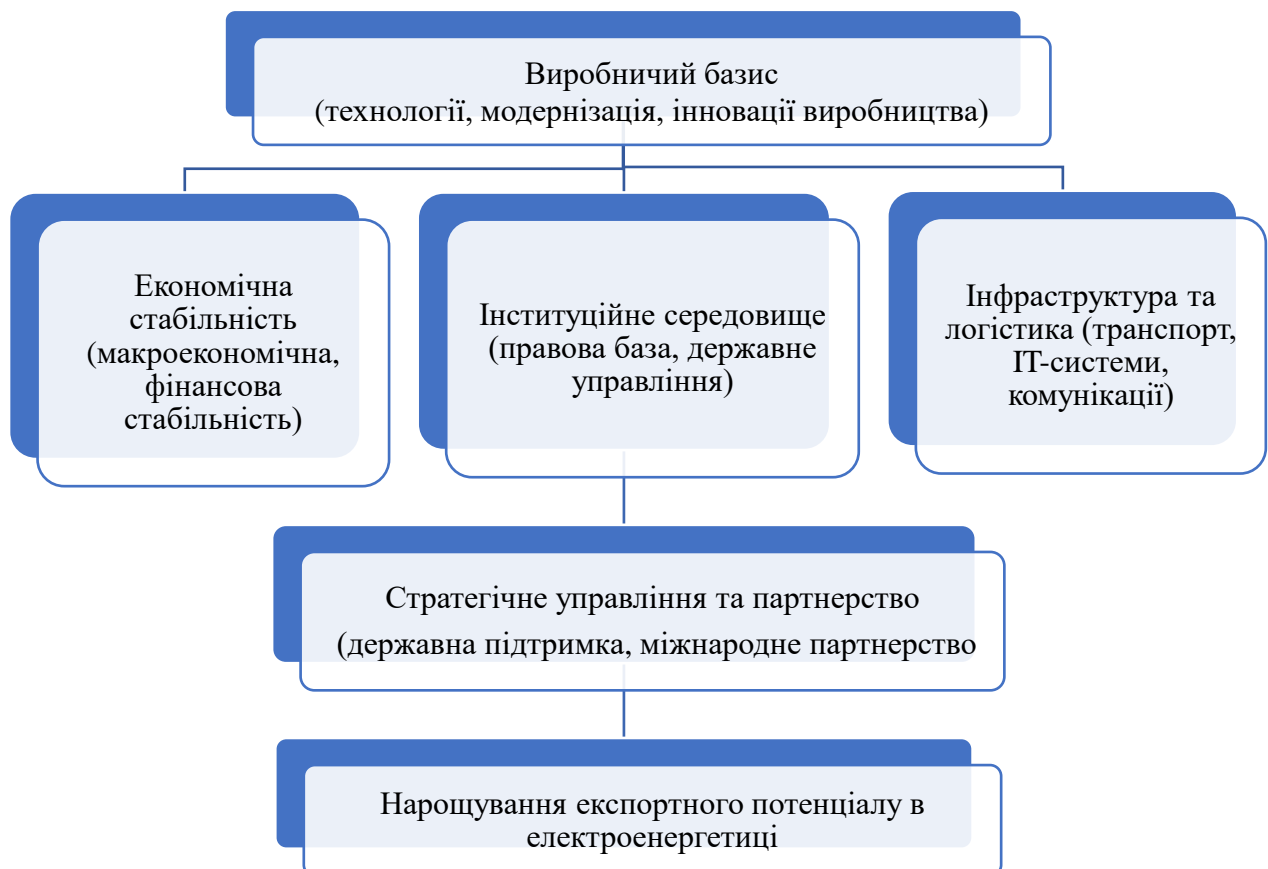 Виробничий базис
(технології, модернізація, інновації виробництва)
Економічна
стабільність
(макроекономічна,
фінансова
стабільність)
Інституційне середовище
(правова база, державне
управління)
Інфраструктура та
логістика (транспорт,
ІТ-системи,
комунікації)
Стратегічне управління та партнерство
(державна підтримка, міжнародне партнерство
Нарощування експортного потенціалу в
електроенергетиці